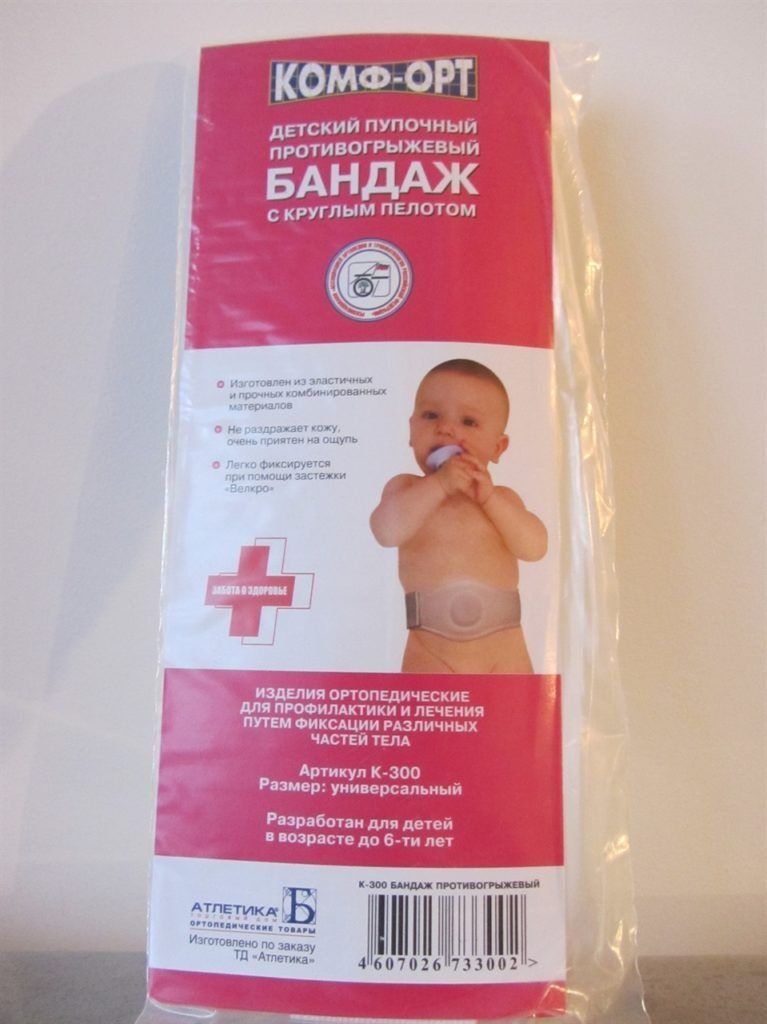 КОМФ-ОРТ
ДЕТСКИЙ ПУПОЧНЫЙ
ПРОТИВОГРЫЖЕВЫЙ
БАНДАЖ
С КРУГЛЫМ ПЕЛОТОМ
Изготовлен из эластичных
и прочных комбинированных
материалов
Не раздражает кожу,
очень приятен на ощупь
Легко фиксируется
при помощи застежки
«Велкро»
ЗАБОТА О ЗДОРОВЬЕ
ИЗДЕЛИЯ ОРТОПЕДИЧЕСКИЕ
ДЛЯ ПРОФИЛАКТИКИ И ЛЕЧЕНИЯ
ПУТЕМ ФИКСАЦИИ РАЗЛИЧНЫХ
ЧАСТЕЙ ТЕЛА
Артикул К-300
Размер: универсальный
Разработан для детей
в возрасте до 6-ти лет
К-300 БАНДАЖ ПРОТИВОГРЫЖЕВЫЙ
АТЛЕТИКА Б
торговый дом
ОРТОПЕДИЧЕСКИЕ ТОВАРЫ
Изготовлено по заказу
ТД «Атлетика»
4 607026 733002 >